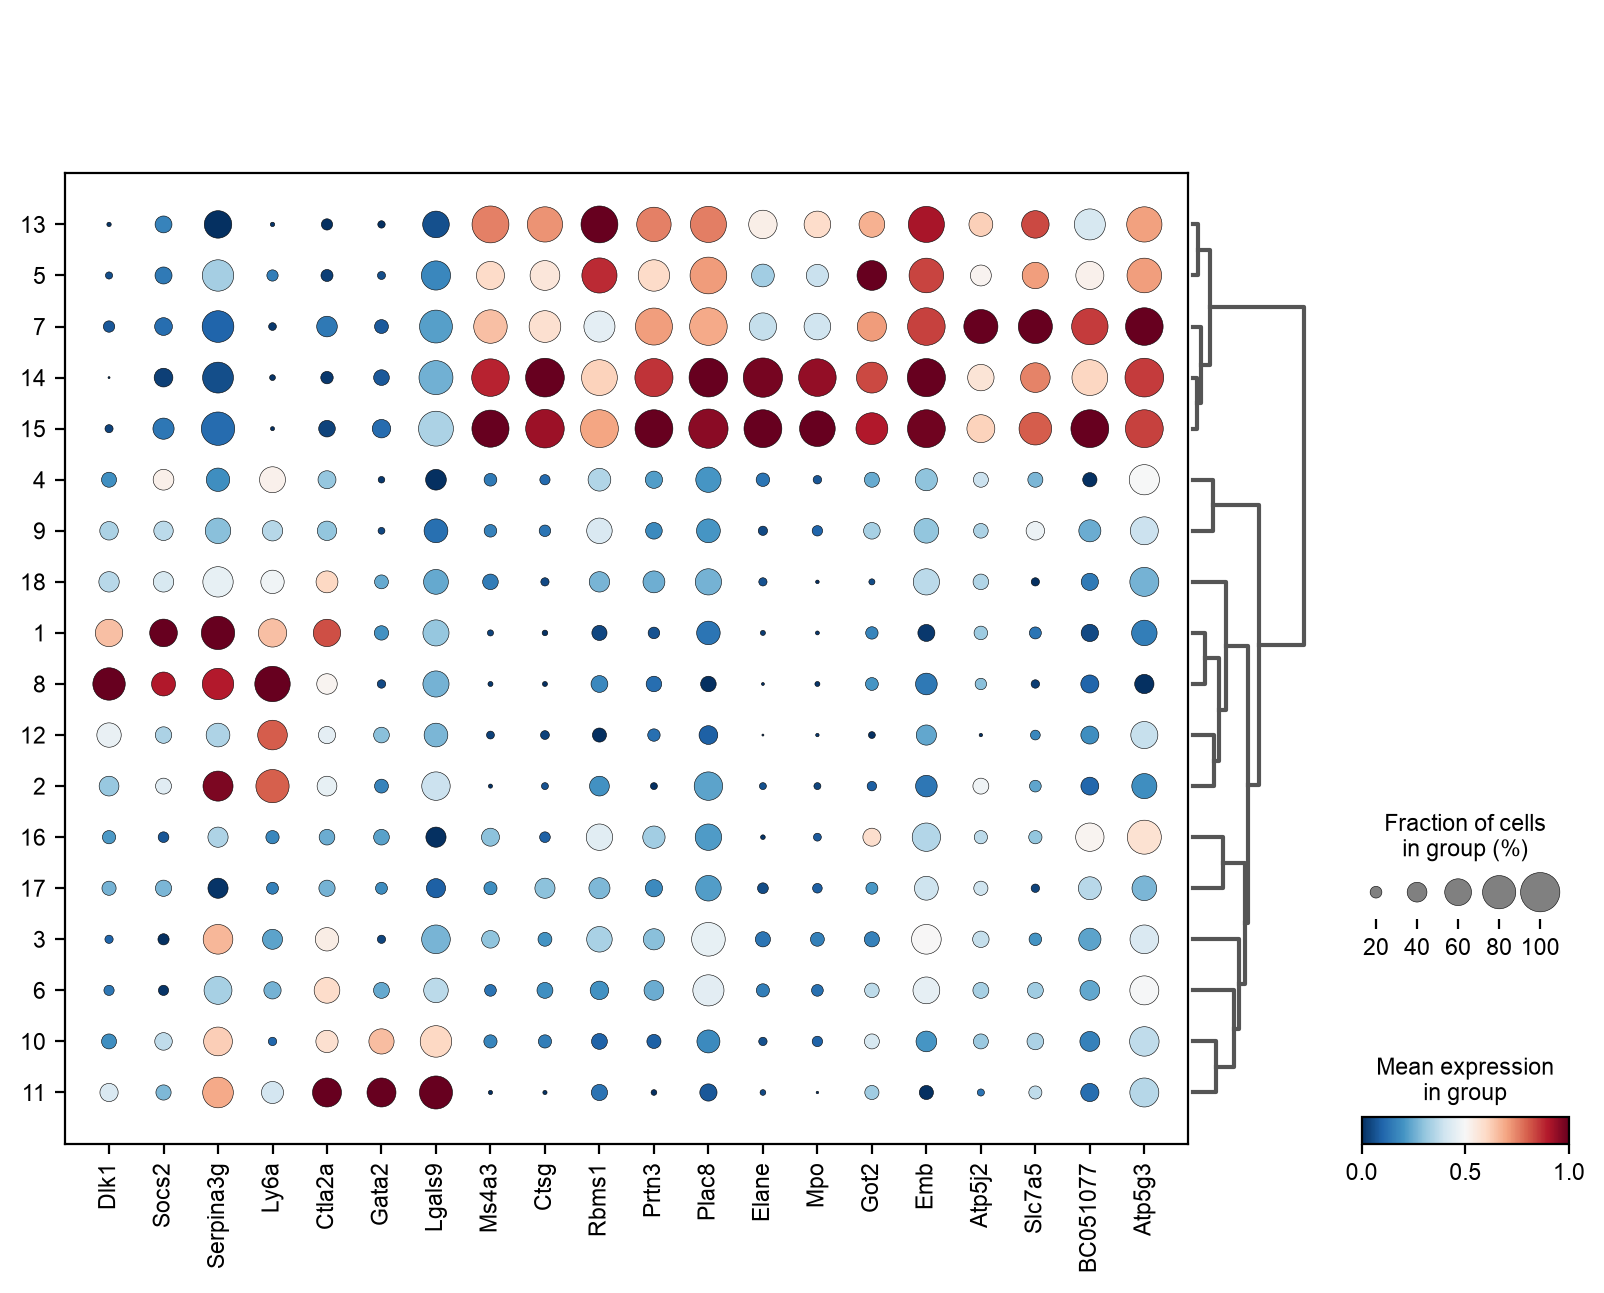 13
5
7
14
15
4
9
18
1
8
12
2
16
17
3
6
10
11
Dlk1
Socs2
Serpina3g
Ly6a
Ctla2a
Gata2
Lgals9
Ms4a3
Ctsg
Rbms1
Prtn3
Plac8
Elane
Mpo
Got2
Emb
Atp5j2
Slc7a5
BC051077
Atp5g3
Fraction of cells
in group (%)
20 40 60 80 100
Mean expression
in group
0.0 0.5 1.0